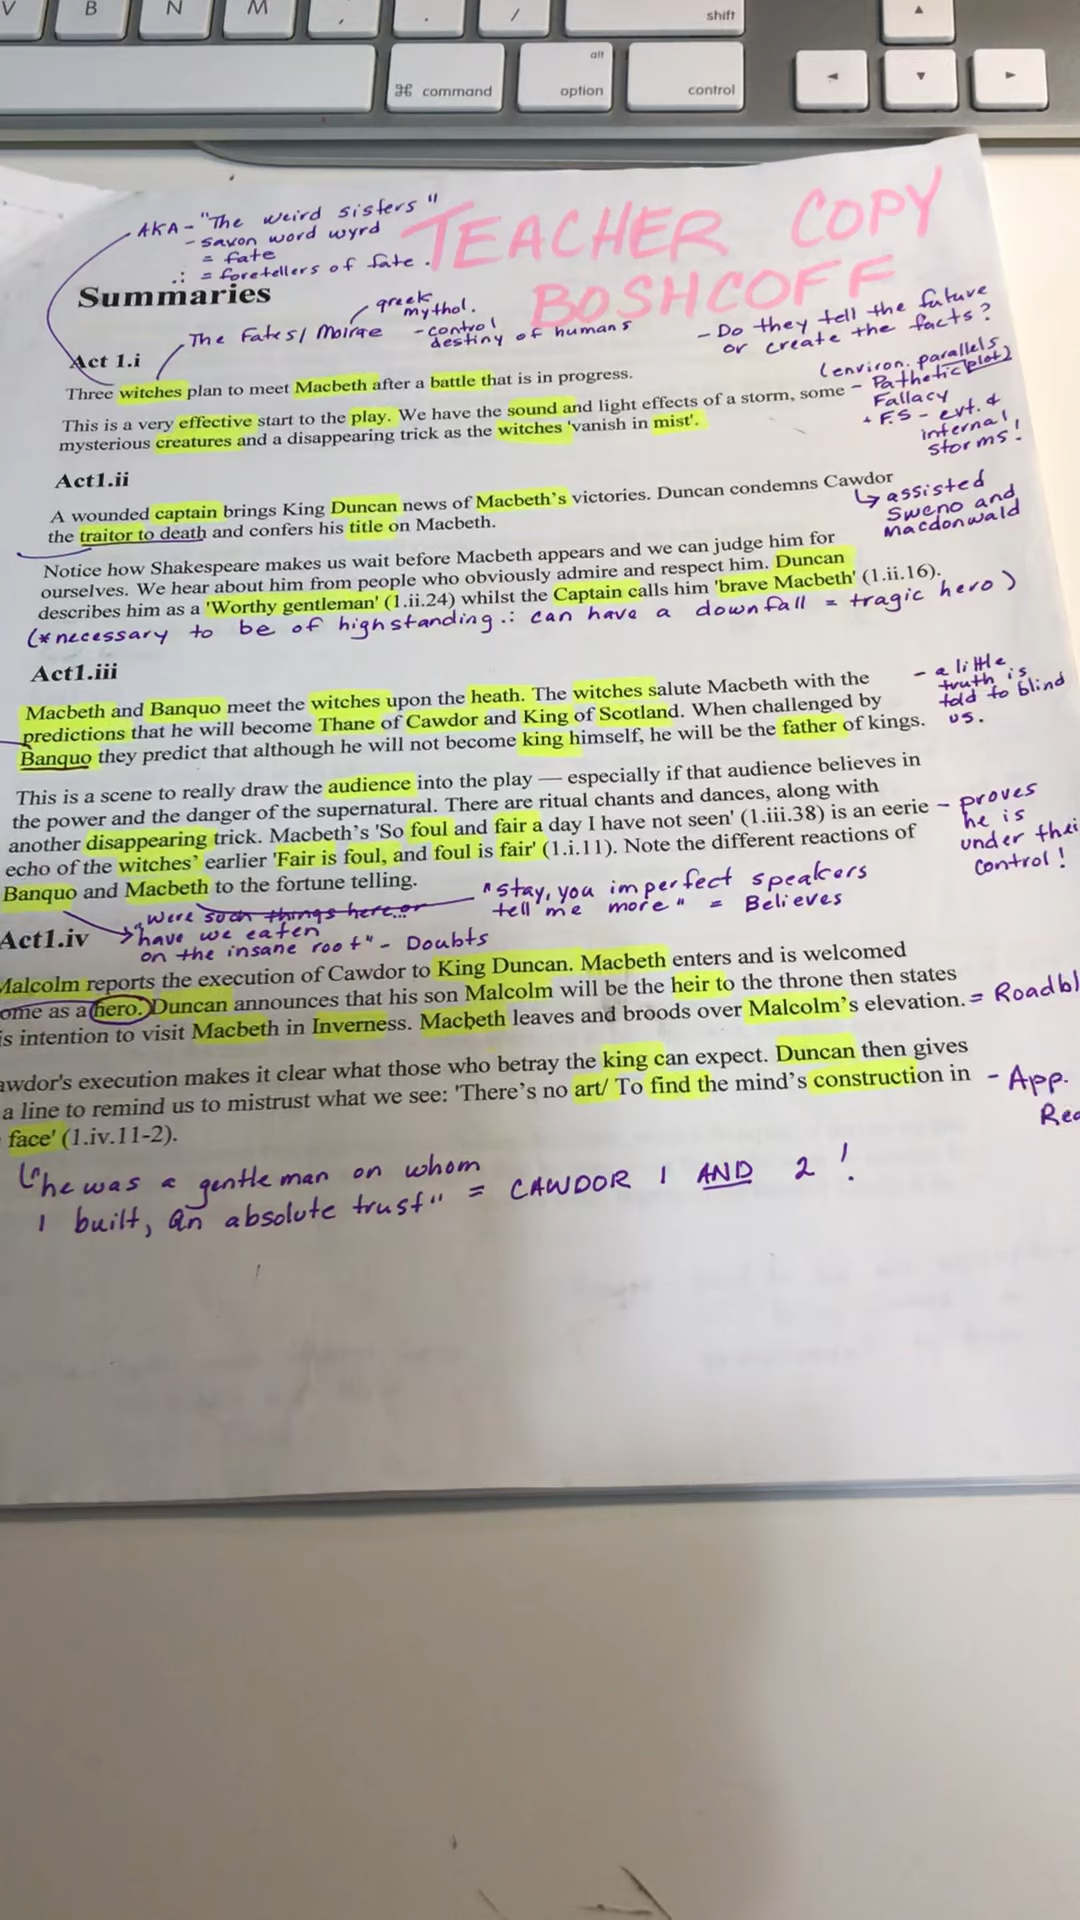 V B N M , . / shift
⌘ command alt option control
◄ ▲ ▼ ►
TEACHER COPY
BOSHCOFF
AKA - "The weird sisters"
- saxon word wyrd
= fate
∴ = foretellers of fate.
Summaries
The Fates/ Moirae
greek mythol.
- control destiny of humans
- Do they tell the future
or create the facts?
Act 1.i
Three witches plan to meet Macbeth after a battle that is in progress.
This is a very effective start to the play. We have the sound and light effects of a storm, some
mysterious creatures and a disappearing trick as the witches 'vanish in mist'.
(environ. parallels plot)
- Pathetic
Fallacy
+ F.S - ext. &
internal
storms!
Act1.ii
A wounded captain brings King Duncan news of Macbeth's victories. Duncan condemns Cawdor
the traitor to death and confers his title on Macbeth.
↳ assisted
Sweno and
Macdonwald
Notice how Shakespeare makes us wait before Macbeth appears and we can judge him for
ourselves. We hear about him from people who obviously admire and respect him. Duncan
describes him as a 'Worthy gentleman' (1.ii.24) whilst the Captain calls him 'brave Macbeth' (1.ii.16).
(*necessary to be of highstanding ∴ can have a downfall = tragic hero)
Act1.iii
Macbeth and Banquo meet the witches upon the heath. The witches salute Macbeth with the
predictions that he will become Thane of Cawdor and King of Scotland. When challenged by
Banquo they predict that although he will not become king himself, he will be the father of kings.
- a little
truth is
told to blind
us.
This is a scene to really draw the audience into the play — especially if that audience believes in
the power and the danger of the supernatural. There are ritual chants and dances, along with
another disappearing trick. Macbeth's 'So foul and fair a day I have not seen' (1.iii.38) is an eerie
echo of the witches' earlier 'Fair is foul, and foul is fair' (1.i.11). Note the different reactions of
Banquo and Macbeth to the fortune telling.
- proves
he is
under thei
control!
"stay, you imperfect speakers
tell me more" = Believes
"were such things here...or
have we eaten
on the insane root" - Doubts
Act1.iv
Malcolm reports the execution of Cawdor to King Duncan. Macbeth enters and is welcomed
ome as a hero. Duncan announces that his son Malcolm will be the heir to the throne then states
is intention to visit Macbeth in Inverness. Macbeth leaves and broods over Malcolm's elevation.
= Roadbl
awdor's execution makes it clear what those who betray the king can expect. Duncan then gives
a line to remind us to mistrust what we see: 'There's no art/ To find the mind's construction in
face' (1.iv.11-2).
- App.
Rea
"he was a gentleman on whom
I built, an absolute trust" = CAWDOR 1 AND 2!